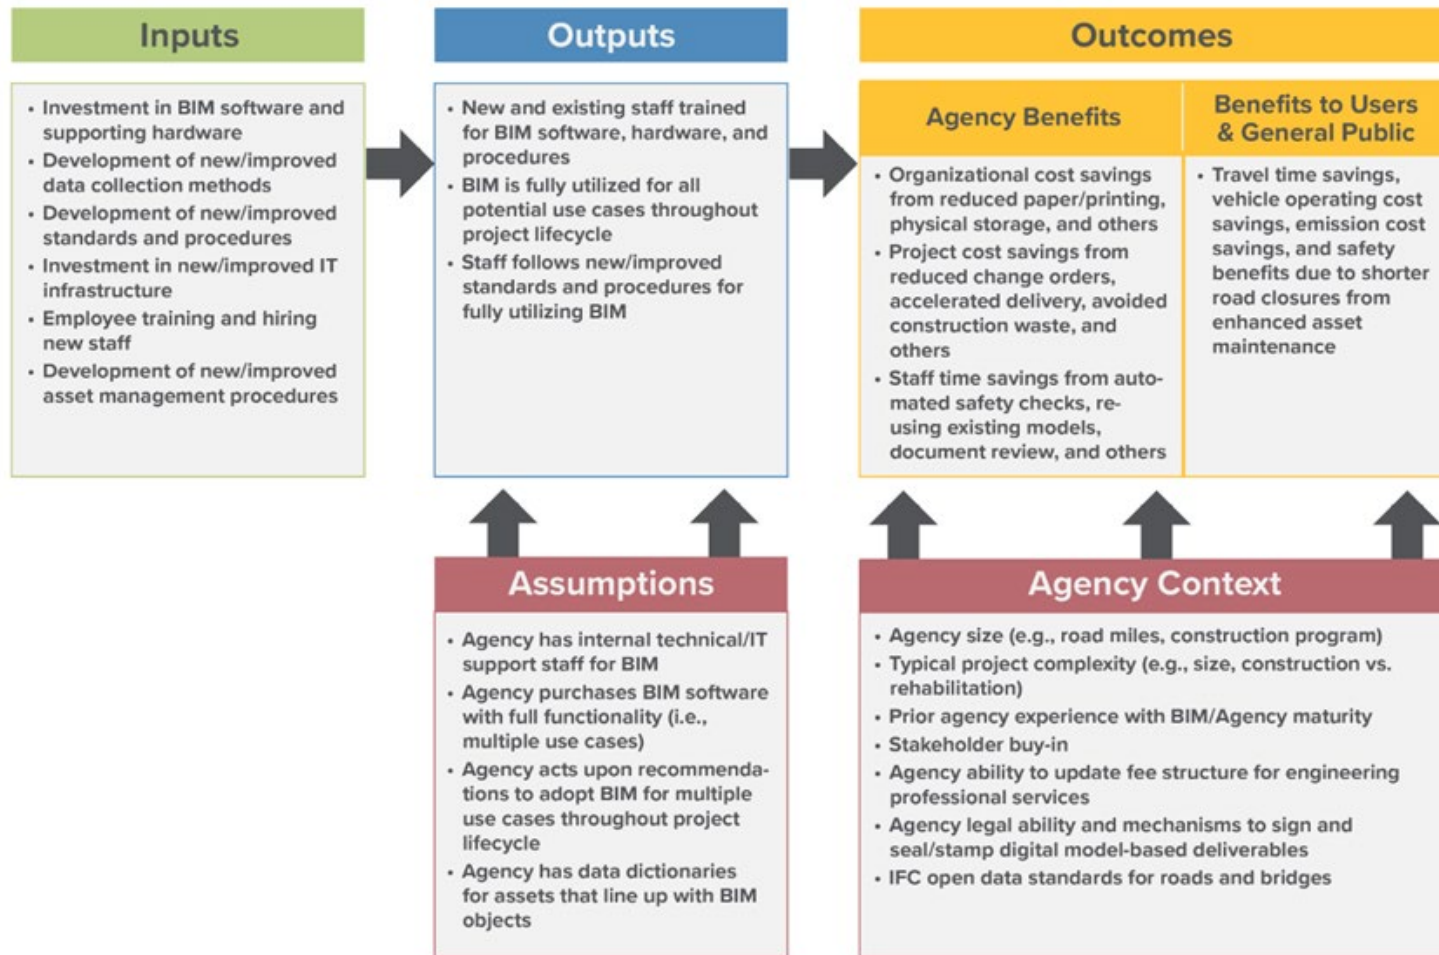 Inputs
• Investment in BIM software and
supporting hardware
• Development of new/improved
data collection methods
• Development of new/improved
standards and procedures
• Investment in new/improved IT
infrastructure
• Employee training and hiring
new staff
• Development of new/improved
asset management procedures
Outputs
• New and existing staff trained
for BIM software, hardware, and
procedures
• BIM is fully utilized for all
potential use cases throughout
project lifecycle
• Staff follows new/improved
standards and procedures for
fully utilizing BIM
Outcomes
Agency Benefits
• Organizational cost savings
from reduced paper/printing,
physical storage, and others
• Project cost savings from
reduced change orders,
accelerated delivery, avoided
construction waste, and
others
• Staff time savings from auto-
mated safety checks, re-
using existing models,
document review, and others
Benefits to Users
& General Public
• Travel time savings,
vehicle operating cost
savings, emission cost
savings, and safety
benefits due to shorter
road closures from
enhanced asset
maintenance
Assumptions
• Agency has internal technical/IT
support staff for BIM
• Agency purchases BIM software
with full functionality (i.e.,
multiple use cases)
• Agency acts upon recommenda-
tions to adopt BIM for multiple
use cases throughout project
lifecycle
• Agency has data dictionaries
for assets that line up with BIM
objects
Agency Context
• Agency size (e.g., road miles, construction program)
• Typical project complexity (e.g., size, construction vs.
rehabilitation)
• Prior agency experience with BIM/Agency maturity
• Stakeholder buy-in
• Agency ability to update fee structure for engineering
professional services
• Agency legal ability and mechanisms to sign and
seal/stamp digital model-based deliverables
• IFC open data standards for roads and bridges